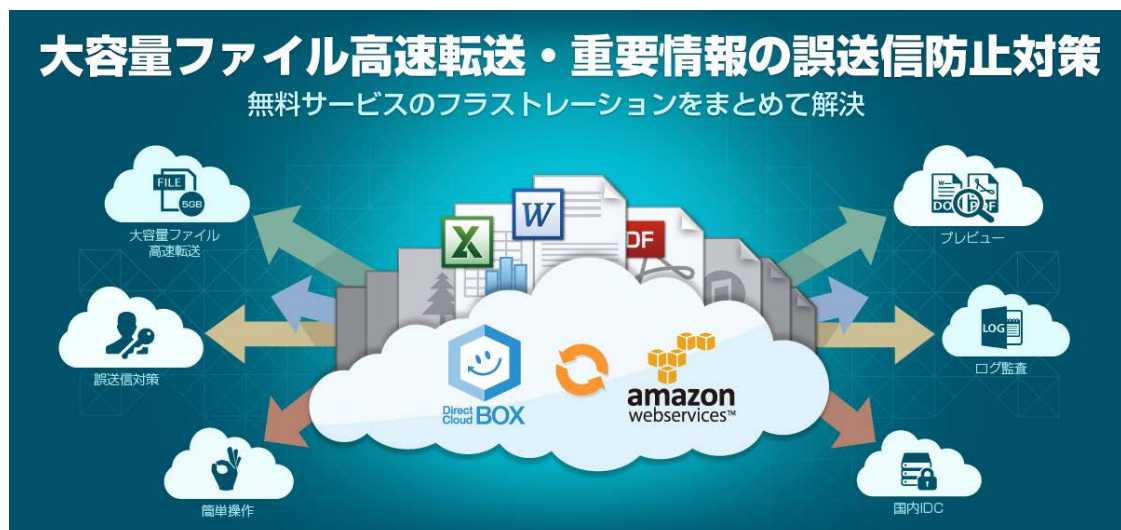 大容量ファイル高速転送・重要情報の誤送信防止対策
無料サービスのフラストレーションをまとめて解決
FILE
5GB
大容量ファイル
高速転送
誤送信対策
簡単操作
X
W
DF
Direct
Cloud BOX
amazon
webservices™
W
DO
DF
プレビュー
LOG
ログ監査
国内IDC